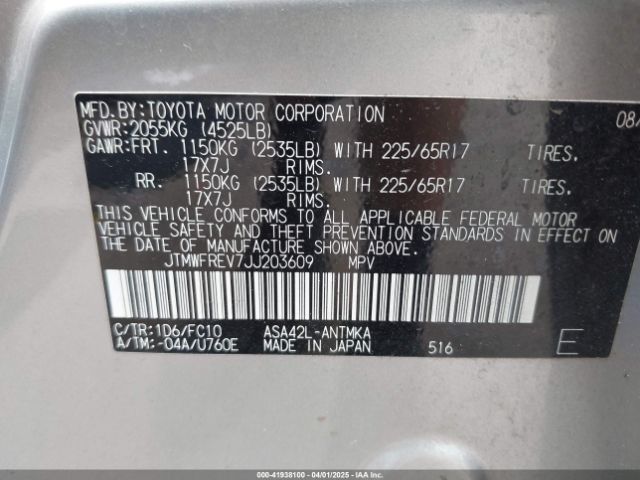 MFD.BY:TOYOTA MOTOR CORPORATION 08/
GVWR:2055KG (4525LB)
GAWR:FRT. 1150KG (2535LB) WITH 225/65R17 TIRES.
17X7J RIMS.
RR. 1150KG (2535LB) WITH 225/65R17 TIRES.
17X7J RIMS.
THIS VEHICLE CONFORMS TO ALL APPLICABLE FEDERAL MOTOR
VEHICLE SAFETY AND THEFT PREVENTION STANDARDS IN EFFECT ON
THE DATE OF MANUFACTURE SHOWN ABOVE.
JTMWFREV7JJ203609 MPV
C/TR:1D6/FC10 ASA42L-ANTMKA
A/TM:-04A/U760E MADE IN JAPAN 516 E
000-41938100 - 04/01/2025 - IAAI.COM